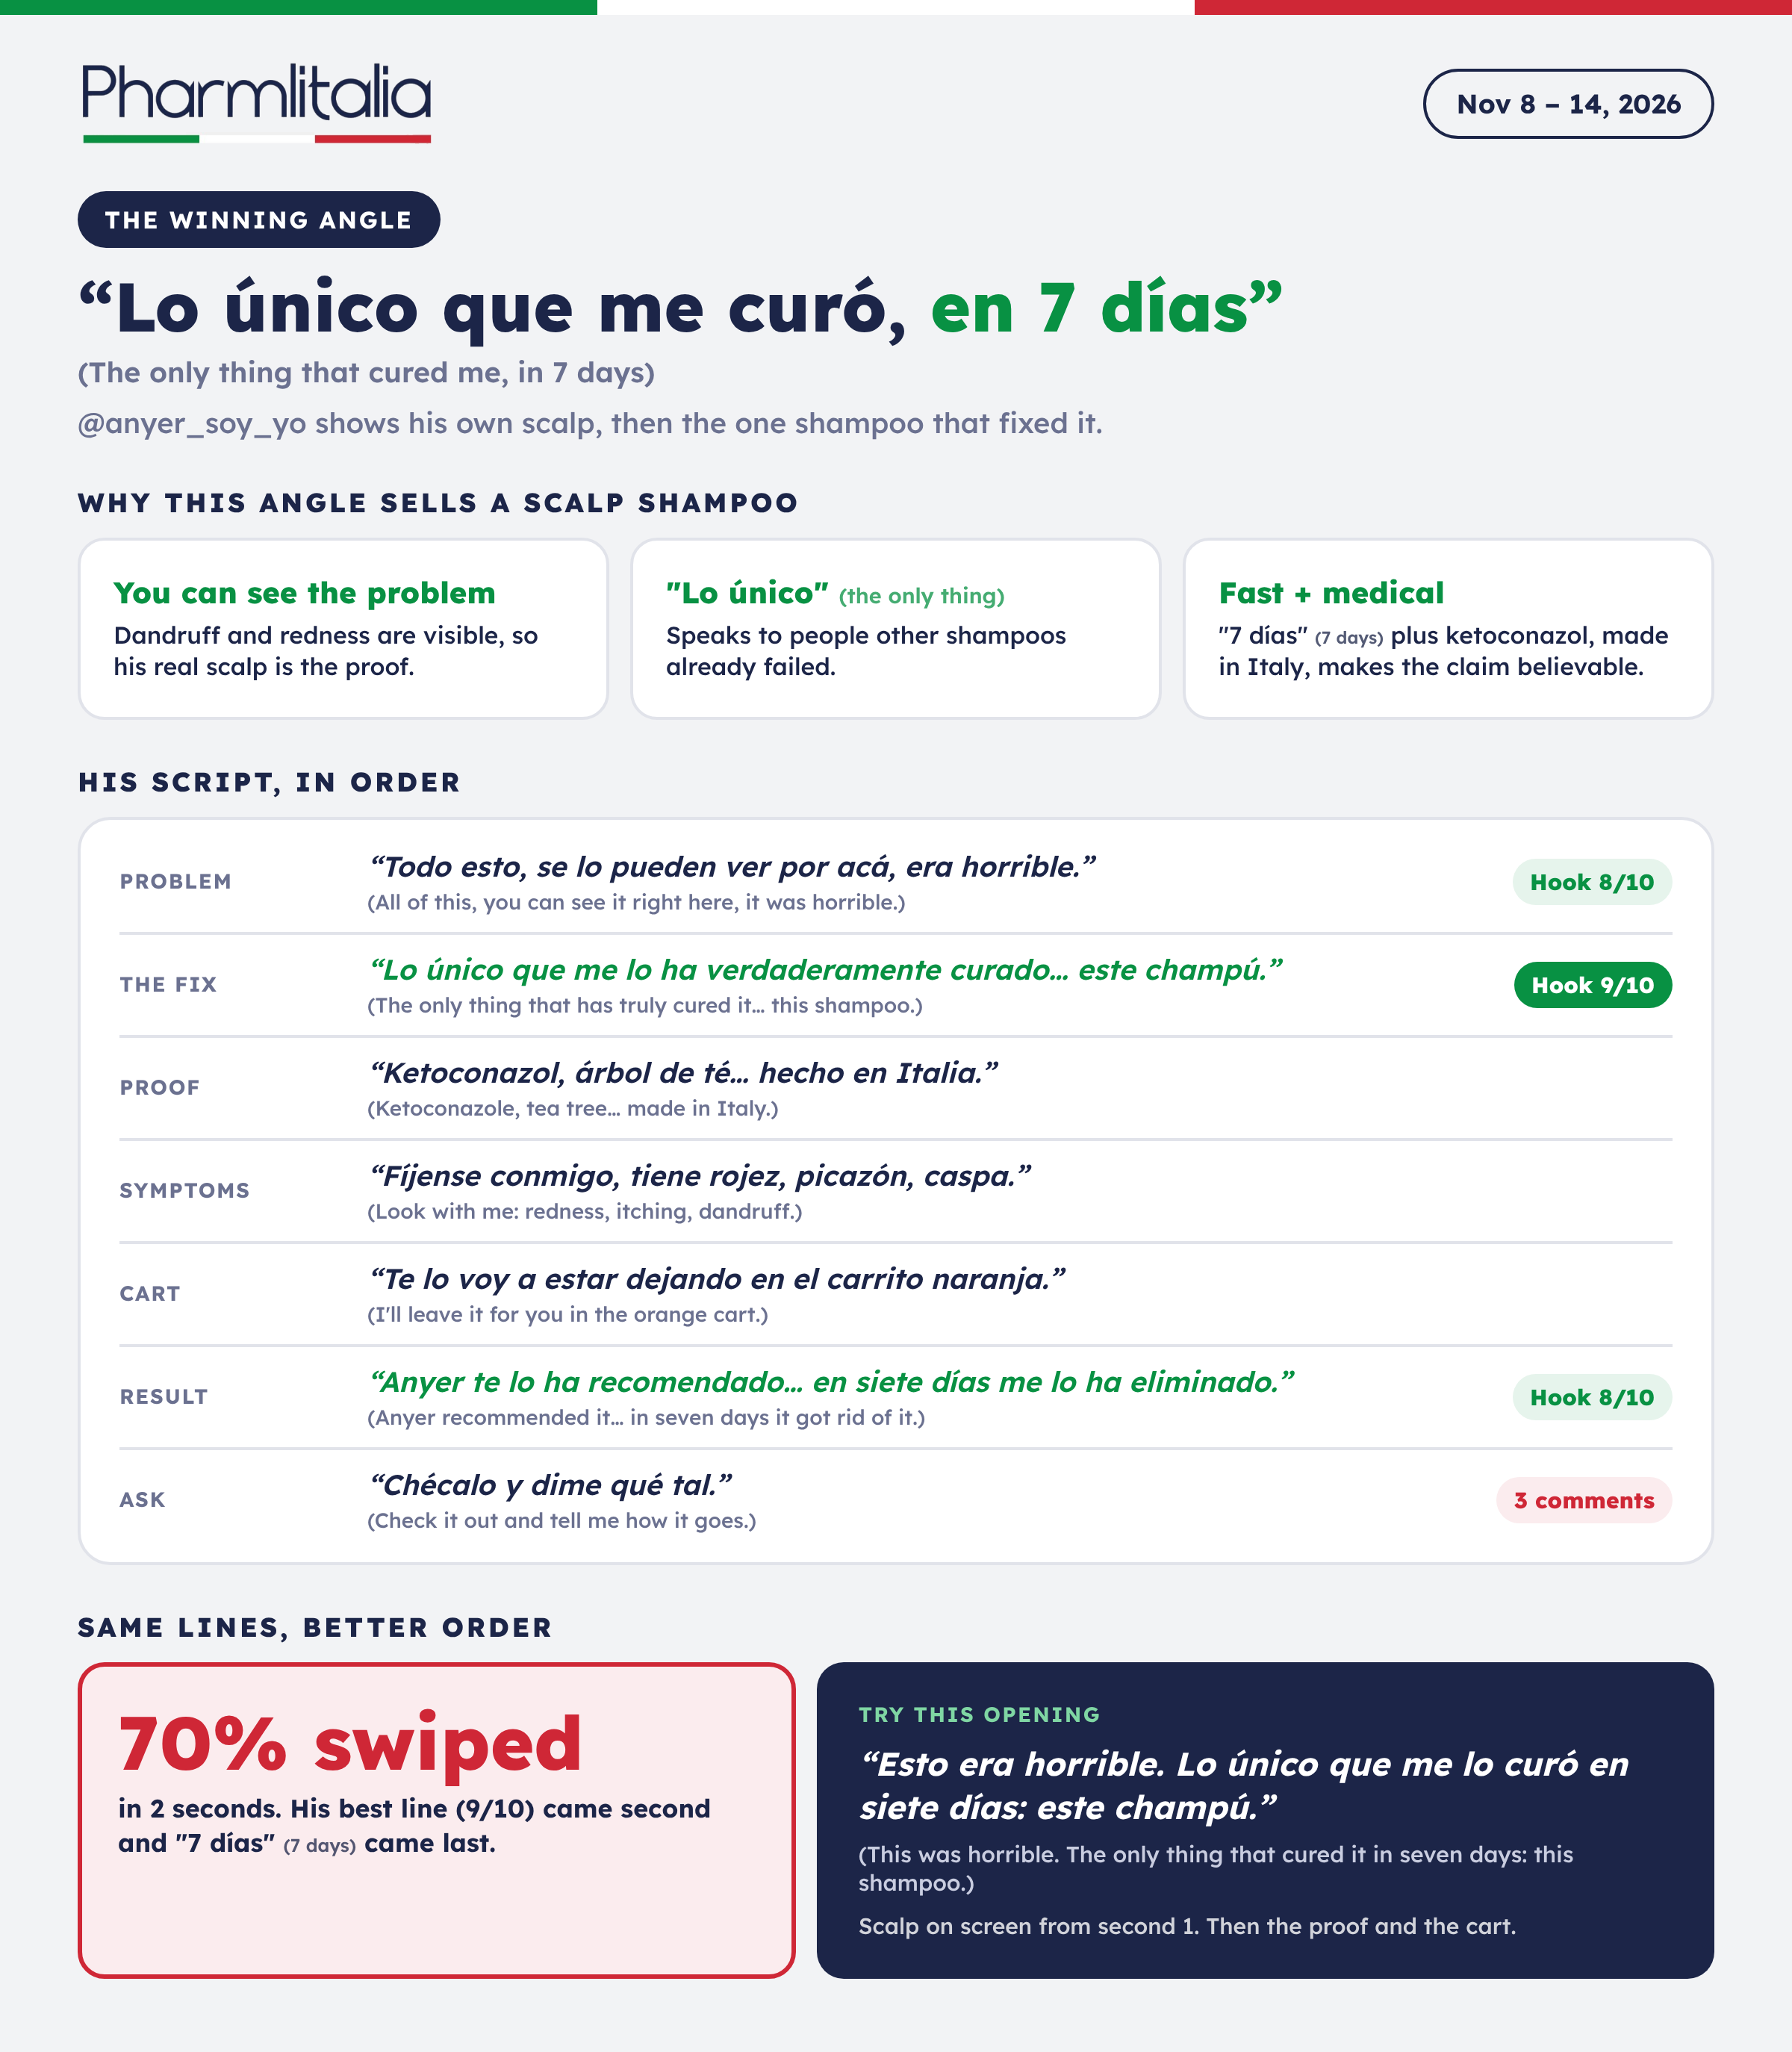 PharmIitalia
Nov 8 – 14, 2026
THE WINNING ANGLE
“Lo único que me curó, en 7 días”
(The only thing that cured me, in 7 days)
@anyer_soy_yo shows his own scalp, then the one shampoo that fixed it.
WHY THIS ANGLE SELLS A SCALP SHAMPOO
You can see the problem
Dandruff and redness are visible, so
his real scalp is the proof.
"Lo único" (the only thing)
Speaks to people other shampoos
already failed.
Fast + medical
"7 días" (7 days) plus ketoconazol, made
in Italy, makes the claim believable.
HIS SCRIPT, IN ORDER
PROBLEM
“Todo esto, se lo pueden ver por acá, era horrible.”
(All of this, you can see it right here, it was horrible.)
Hook 8/10
THE FIX
“Lo único que me lo ha verdaderamente curado… este champú.”
(The only thing that has truly cured it… this shampoo.)
Hook 9/10
PROOF
“Ketoconazol, árbol de té… hecho en Italia.”
(Ketoconazole, tea tree… made in Italy.)
SYMPTOMS
“Fíjense conmigo, tiene rojez, picazón, caspa.”
(Look with me: redness, itching, dandruff.)
CART
“Te lo voy a estar dejando en el carrito naranja.”
(I'll leave it for you in the orange cart.)
RESULT
“Anyer te lo ha recomendado… en siete días me lo ha eliminado.”
(Anyer recommended it… in seven days it got rid of it.)
Hook 8/10
ASK
“Chécalo y dime qué tal.”
(Check it out and tell me how it goes.)
3 comments
SAME LINES, BETTER ORDER
70% swiped
in 2 seconds. His best line (9/10) came second
and "7 días" (7 days) came last.
TRY THIS OPENING
“Esto era horrible. Lo único que me lo curó en
siete días: este champú.”
(This was horrible. The only thing that cured it in seven days: this
shampoo.)
Scalp on screen from second 1. Then the proof and the cart.